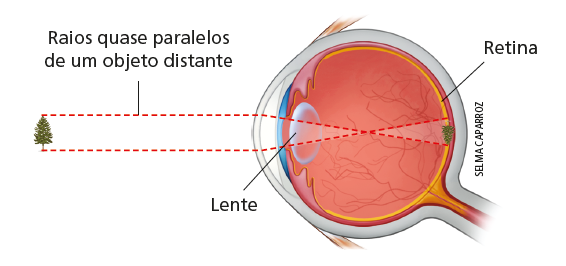 Raios quase paralelos
de um objeto distante
Retina
Lente
SELMA CAPARROZ